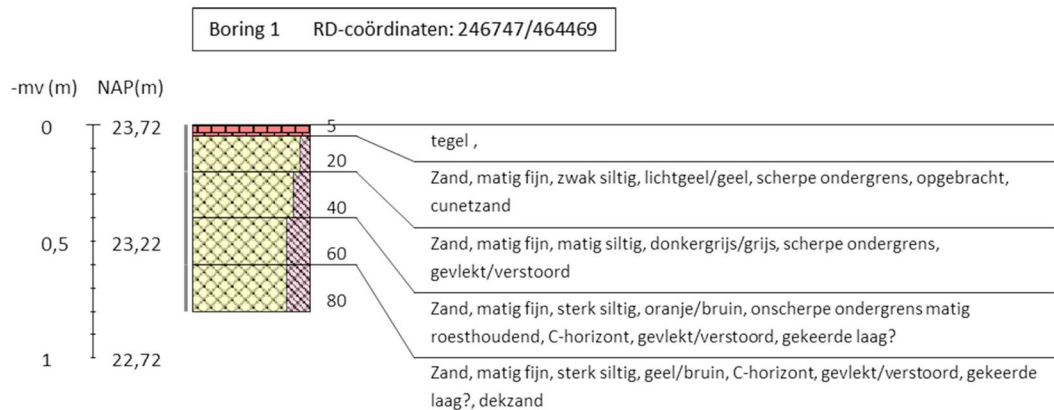 Boring 1 RD-coördinaten: 246747/464469
-mv (m) NAP(m)
0 23,72
5
tegel ,
20
Zand, matig fijn, zwak siltig, lichtgeel/geel, scherpe ondergrens, opgebracht,
cunetzand
40
0,5 23,22
Zand, matig fijn, matig siltig, donkergrijs/grijs, scherpe ondergrens,
gevlekt/verstoord
60
80
Zand, matig fijn, sterk siltig, oranje/bruin, onscherpe ondergrens matig
roesthoudend, C-horizont, gevlekt/verstoord, gekeerde laag?
1 22,72
Zand, matig fijn, sterk siltig, geel/bruin, C-horizont, gevlekt/verstoord, gekeerde
laag?, dekzand